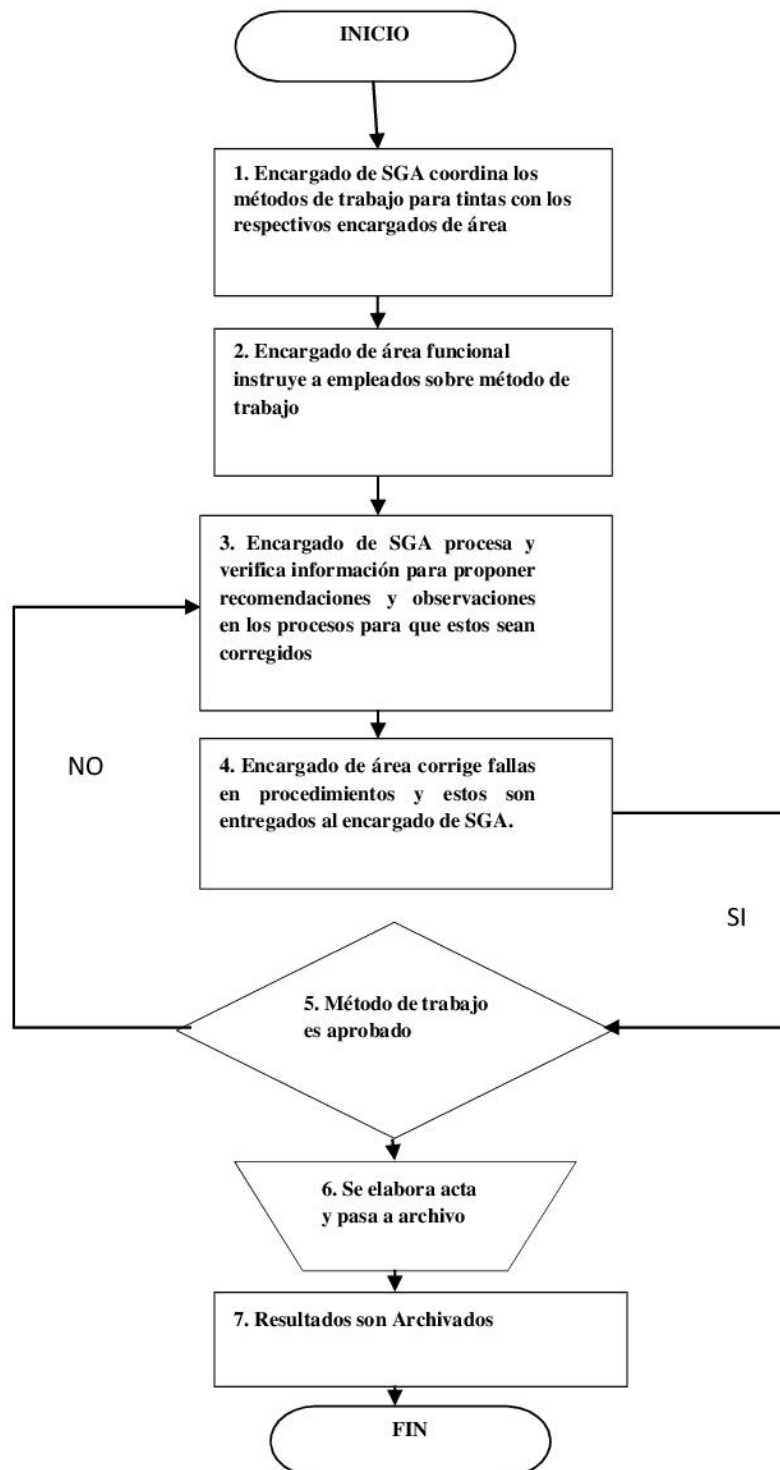 INICIO
1. Encargado de SGA coordina los
métodos de trabajo para tintas con los
respectivos encargados de área
2. Encargado de área funcional
instruye a empleados sobre método de
trabajo
3. Encargado de SGA procesa y
verifica información para proponer
recomendaciones y observaciones
en los procesos para que estos sean
corregidos
NO
4. Encargado de área corrige fallas
en procedimientos y estos son
entregados al encargado de SGA.
SI
5. Método de trabajo
es aprobado
6. Se elabora acta
y pasa a archivo
7. Resultados son Archivados
FIN